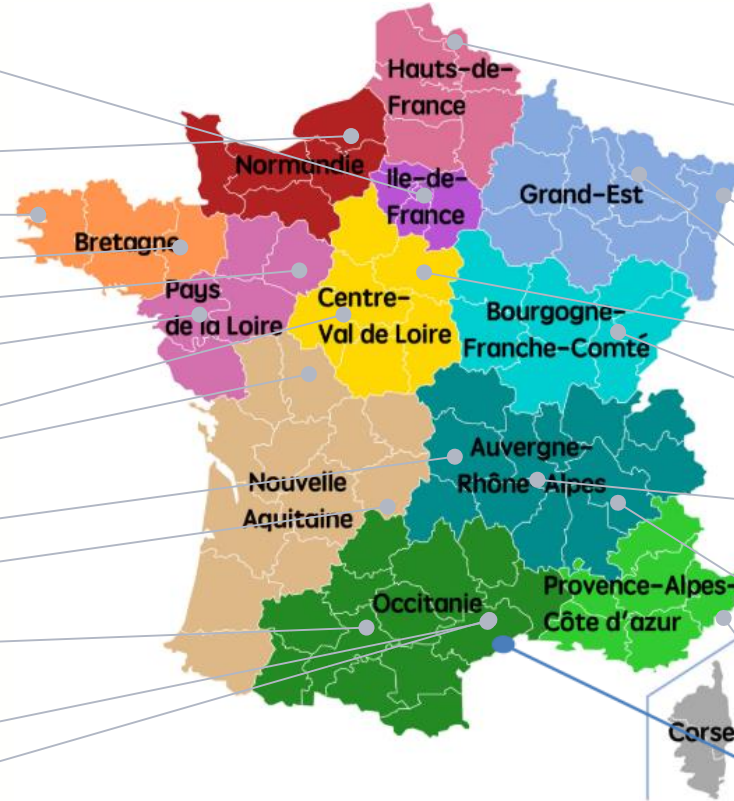 Hauts-de-
France
Normandie
Ile-de-
France
Grand-Est
Bretagne
Pays
de la Loire
Centre-
Val de Loire
Bourgogne-
Franche-Comté
Auvergne-
Rhône-Alpes
Nouvelle
Aquitaine
Occitanie
Provence-Alpes-
Côte d'azur
Corse